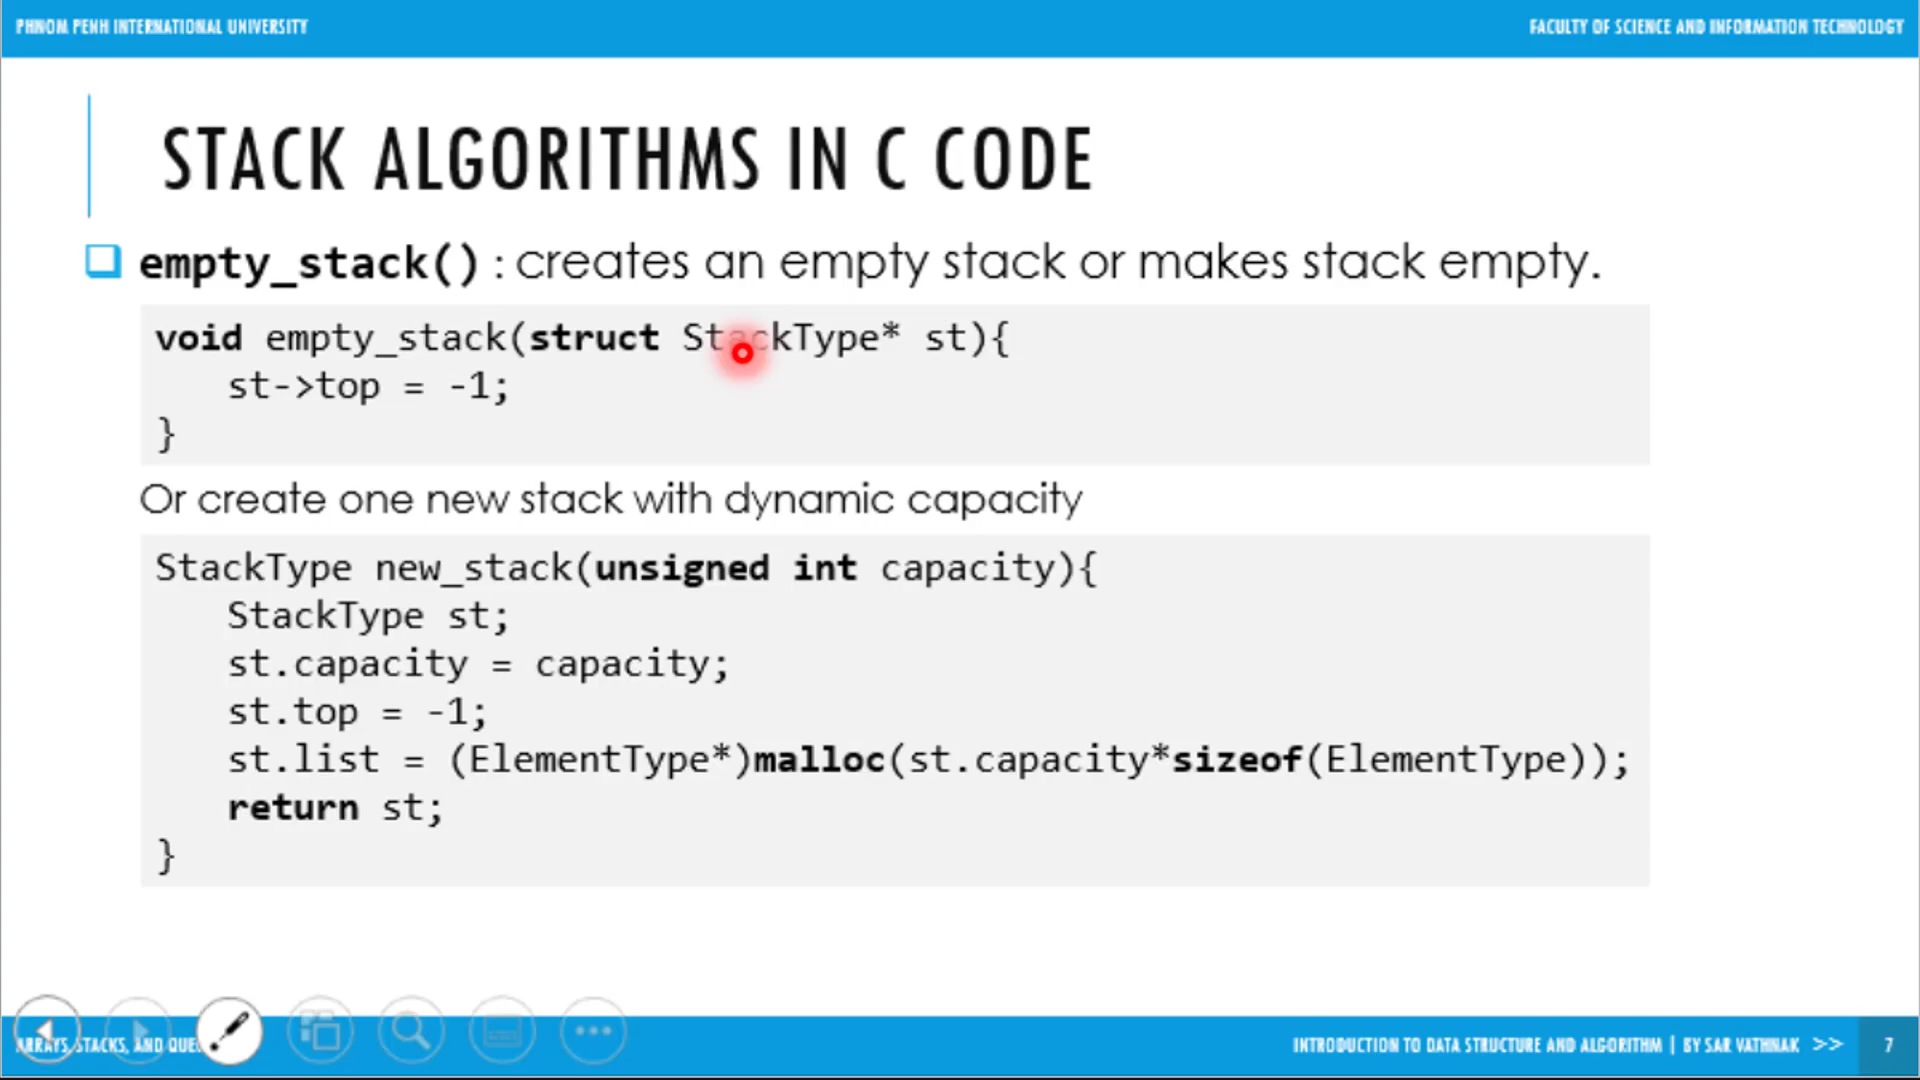 PHNOM PENH INTERNATIONAL UNIVERSITY
FACULTY OF SCIENCE AND INFORMATION TECHNOLOGY
STACK ALGORITHMS IN C CODE
empty_stack() : creates an empty stack or makes stack empty.
void empty_stack(struct StackType* st){
st->top = -1;
}
Or create one new stack with dynamic capacity
StackType new_stack(unsigned int capacity){
StackType st;
st.capacity = capacity;
st.top = -1;
st.list = (ElementType*)malloc(st.capacity*sizeof(ElementType));
return st;
}
ARRAYS, STACKS, AND
INTRODUCTION TO DATA STRUCTURE AND ALGORITHM | BY SAR VATHNAK >> 7